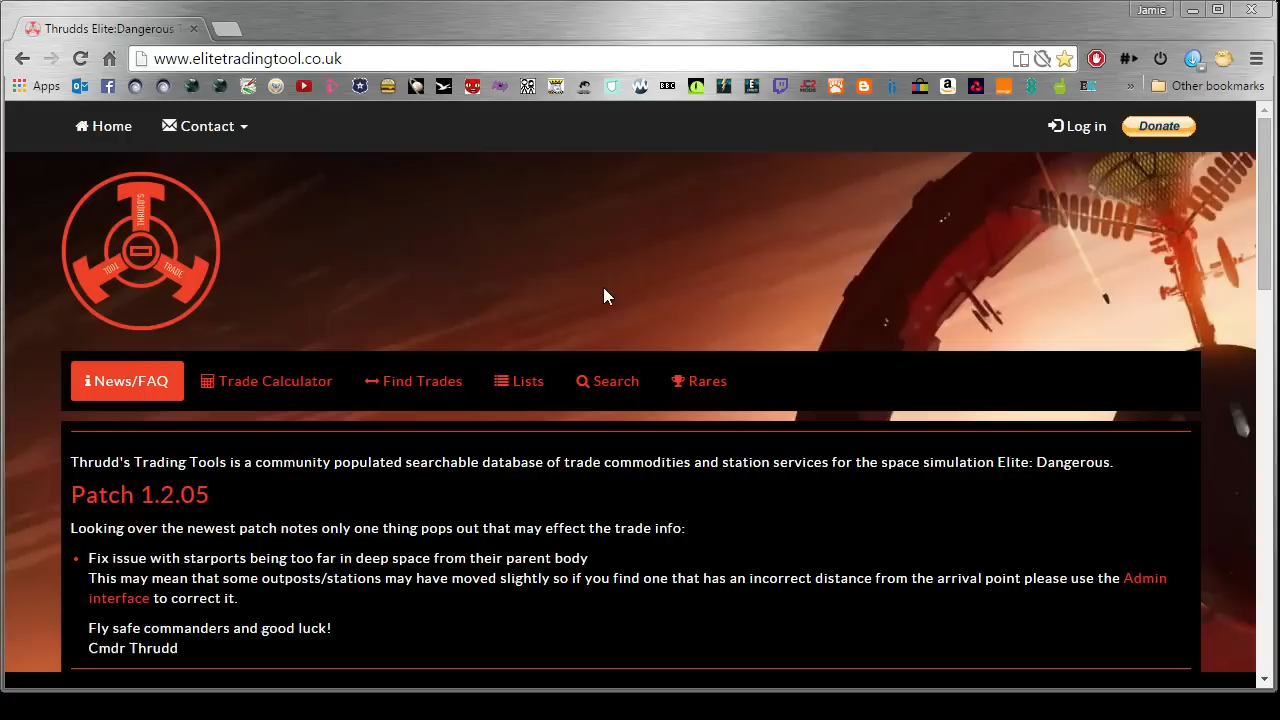 Jamie
Thrudds Elite:Dangerous T
www.elitetradingtool.co.uk
Apps
BBC
Other bookmarks
Home
Contact
Log in
Donate
THRUDD'S
TOOL
TRADE
News/FAQ
Trade Calculator
Find Trades
Lists
Search
Rares
Thrudd's Trading Tools is a community populated searchable database of trade commodities and station services for the space simulation Elite: Dangerous.
Patch 1.2.05
Looking over the newest patch notes only one thing pops out that may effect the trade info:
Fix issue with starports being too far in deep space from their parent body
This may mean that some outposts/stations may have moved slightly so if you find one that has an incorrect distance from the arrival point please use the Admin
interface to correct it.
Fly safe commanders and good luck!
Cmdr Thrudd